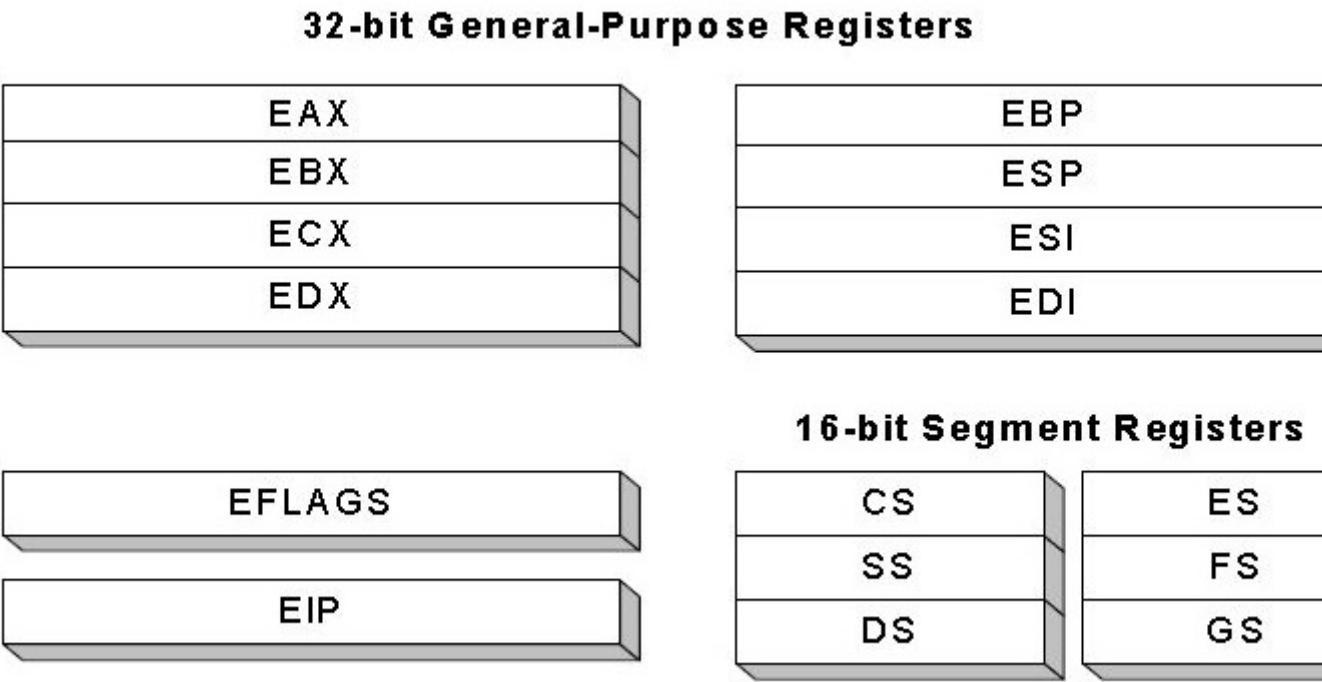 32-bit General-Purpose Registers
EAX
EBX
ECX
EDX
EBP
ESP
ESI
EDI
EFLAGS
EIP
16-bit Segment Registers
CS
SS
DS
ES
FS
GS